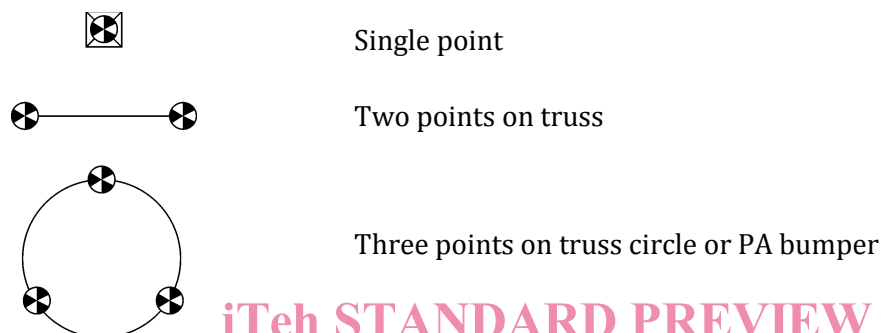 Single point
Two points on truss
Three points on truss circle or PA bumper
iTeh STANDARD PREVIEW